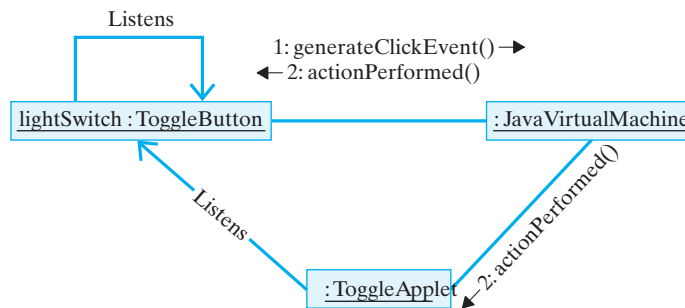 Listens
1: generateClickEvent()
2: actionPerformed()
lightSwitch : ToggleButton
: JavaVirtualMachine
Listens
2: actionPerformed()
: ToggleApplet